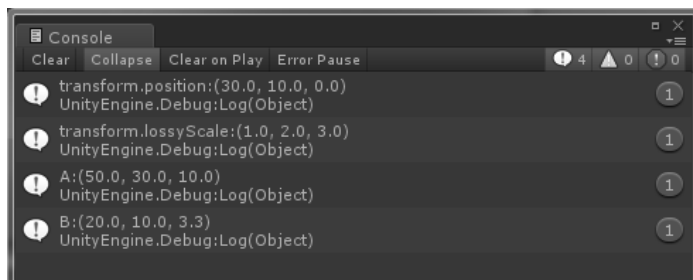 Console
Clear Collapse Clear on Play Error Pause 4 0 0
transform.position:(30.0, 10.0, 0.0)
UnityEngine.Debug:Log(Object)
1
transform.lossyScale:(1.0, 2.0, 3.0)
UnityEngine.Debug:Log(Object)
1
A:(50.0, 30.0, 10.0)
UnityEngine.Debug:Log(Object)
1
B:(20.0, 10.0, 3.3)
UnityEngine.Debug:Log(Object)
1